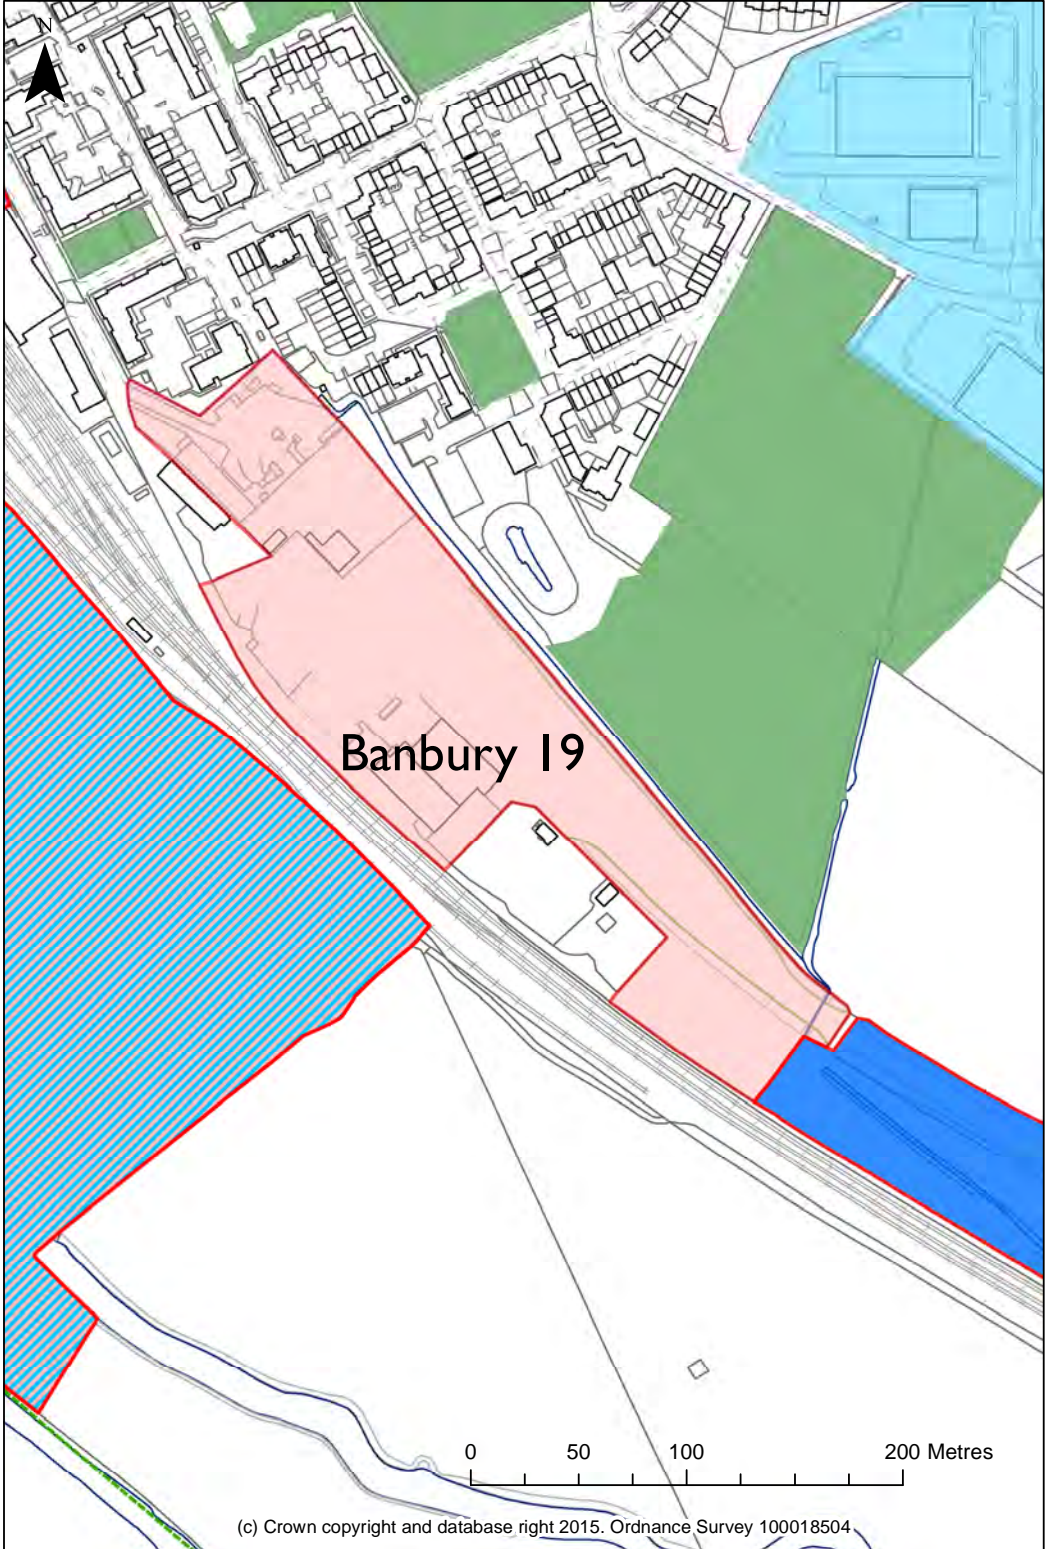 N
Banbury 19
0 50 100 200 Metres
(c) Crown copyright and database right 2015. Ordnance Survey 100018504